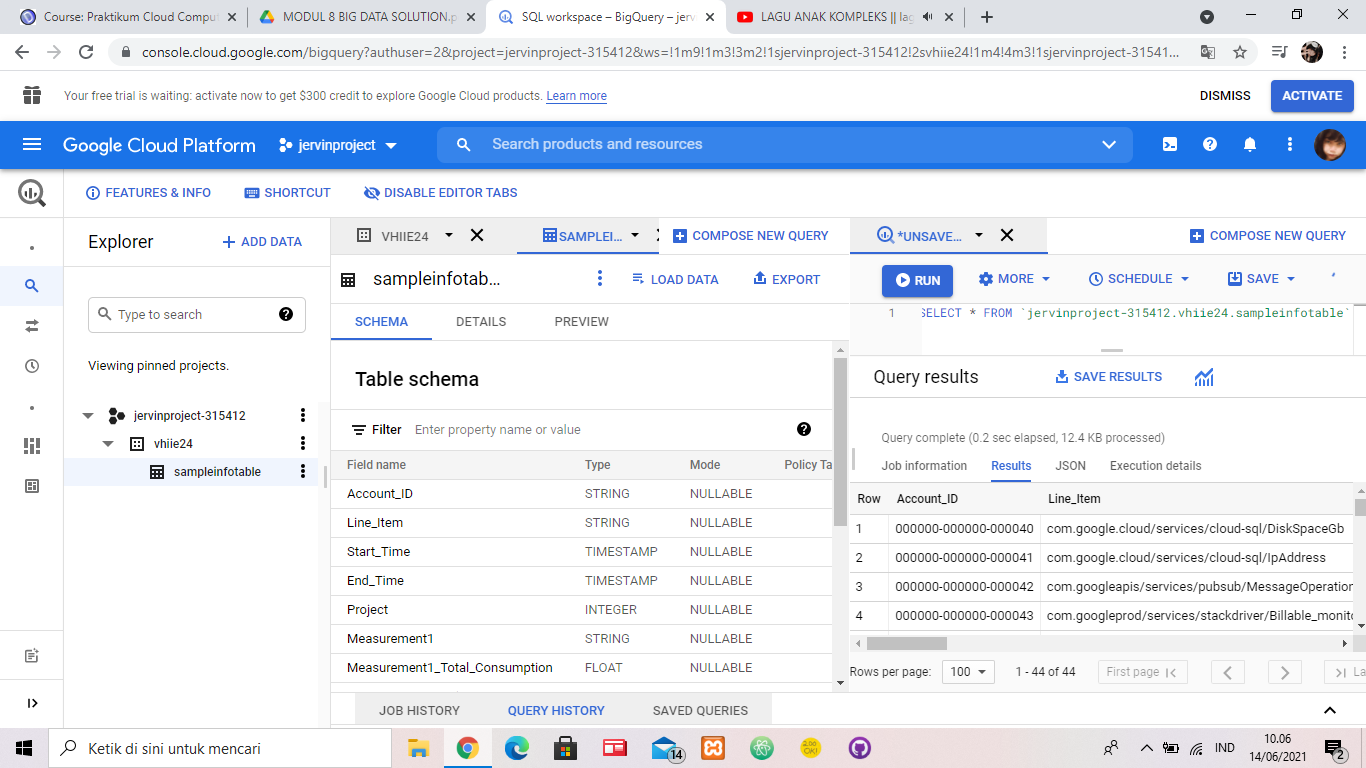 Course: Praktikum Cloud Comput
MODUL 8 BIG DATA SOLUTION.p
SQL workspace – BigQuery – jerv
LAGU ANAK KOMPLEKS || lag
console.cloud.google.com/bigquery?authuser=2&project=jervinproject-315412&ws=!1m9!1m3!3m2!1sjervinproject-315412!2svhiie24!1m4!4m3!1sjervinproject-31541...
Your free trial is waiting: activate now to get $300 credit to explore Google Cloud products. Learn more
DISMISS
ACTIVATE
Google Cloud Platform
jervinproject
Search products and resources
FEATURES & INFO
SHORTCUT
DISABLE EDITOR TABS
Explorer
+ ADD DATA
Type to search
Viewing pinned projects.
jervinproject-315412
vhiie24
sampleinfotable
VHIIE24
SAMPLEI...
COMPOSE NEW QUERY
sampleinfotab...
LOAD DATA
EXPORT
SCHEMA
DETAILS
PREVIEW
Table schema
Filter Enter property name or value
Field name Type Mode Policy Ta
Account_ID STRING NULLABLE
Line_Item STRING NULLABLE
Start_Time TIMESTAMP NULLABLE
End_Time TIMESTAMP NULLABLE
Project INTEGER NULLABLE
Measurement1 STRING NULLABLE
Measurement1_Total_Consumption FLOAT NULLABLE
*UNSAVE...
COMPOSE NEW QUERY
RUN
MORE
SCHEDULE
SAVE
1 SELECT * FROM `jervinproject-315412.vhiie24.sampleinfotable`
Query results
SAVE RESULTS
Query complete (0.2 sec elapsed, 12.4 KB processed)
Job information
Results
JSON
Execution details
Row Account_ID Line_Item
1 000000-000000-000040 com.google.cloud/services/cloud-sql/DiskSpaceGb
2 000000-000000-000041 com.google.cloud/services/cloud-sql/IpAddress
3 000000-000000-000042 com.googleapis/services/pubsub/MessageOperation
4 000000-000000-000043 com.googleprod/services/stackdriver/Billable_monito
Rows per page: 100 1 - 44 of 44 First page La
JOB HISTORY
QUERY HISTORY
SAVED QUERIES
Ketik di sini untuk mencari
14
IND
10.06
14/06/2021
2